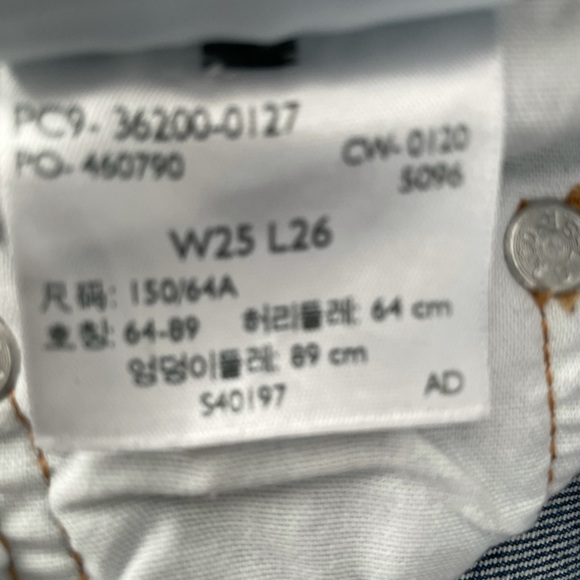 PC9- 36200-0127
PO- 460790
CW- 0120
5096
W25 L26
尺码: 150/64A
호칭: 64-89 허리둘레: 64 cm
엉덩이둘레: 89 cm
S40197
AD